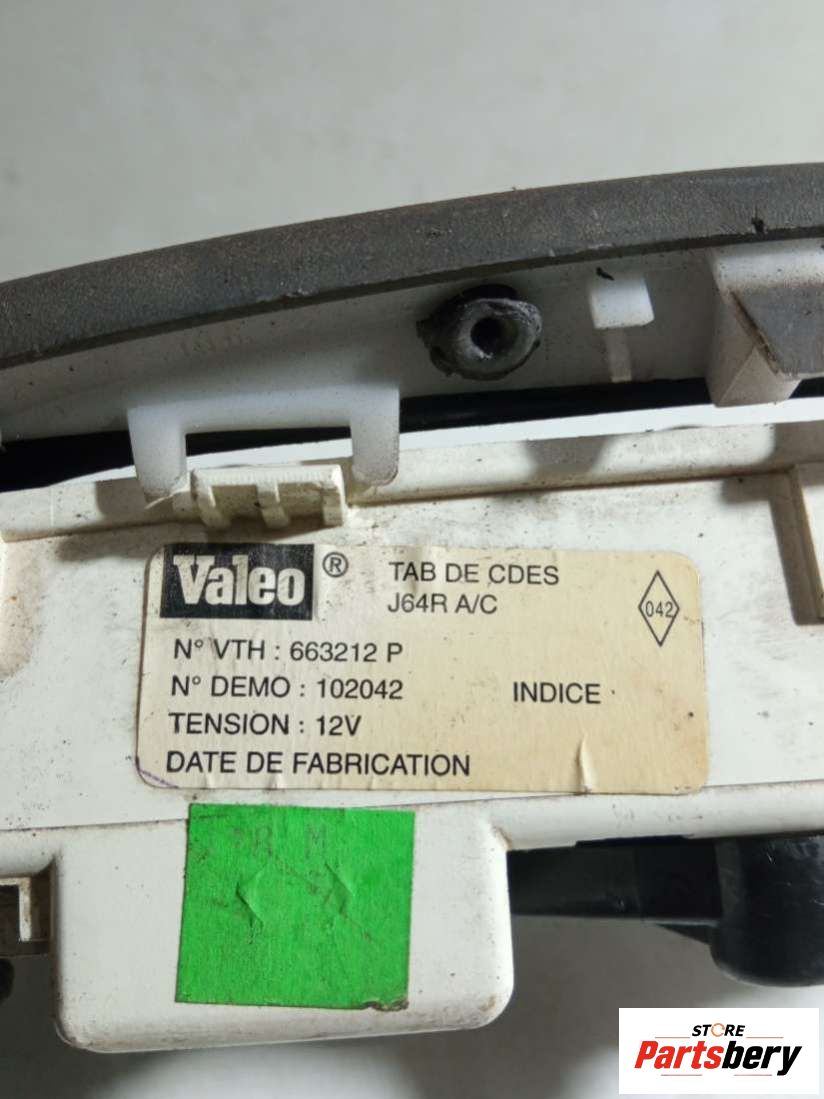 Valeo ® TAB DE CDES
J64R A/C
042
N° VTH : 663212 P
N° DEMO : 102042 INDICE
TENSION : 12V
DATE DE FABRICATION
STORE
Partsbery